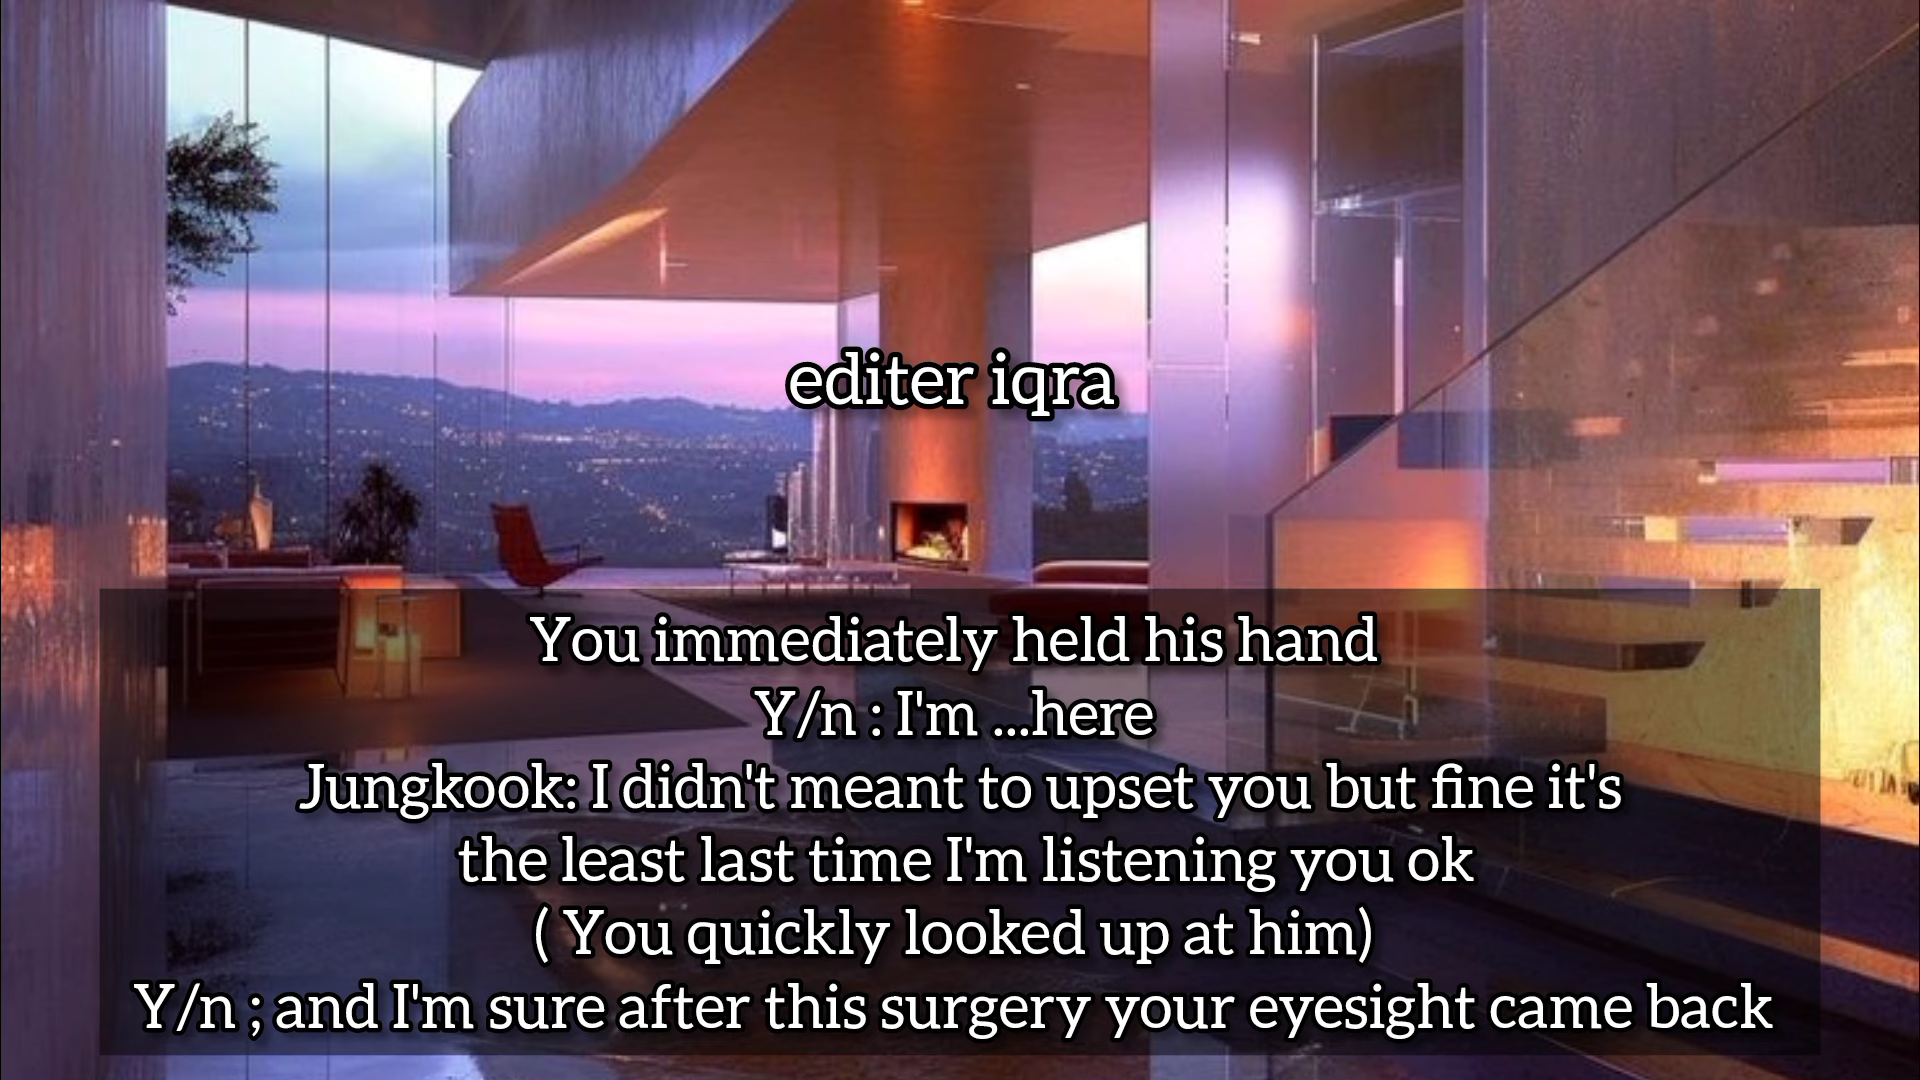 editer iqra
You immediately held his hand
Y/n : I'm ...here
Jungkook: I didn't meant to upset you but fine it's
the least last time I'm listening you ok
( You quickly looked up at him)
Y/n ; and I'm sure after this surgery your eyesight came back